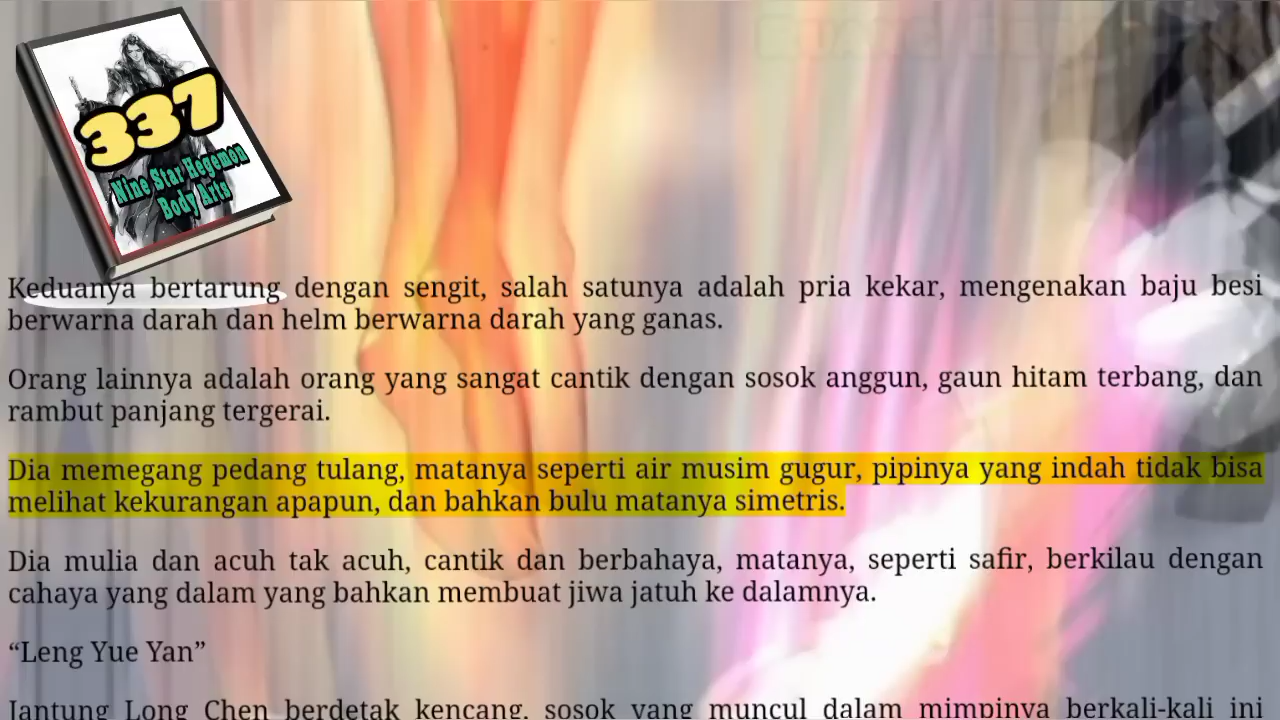 337
Nine Star Hegemon
Body Arts
Keduanya bertarung dengan sengit, salah satunya adalah pria kekar, mengenakan baju besi
berwarna darah dan helm berwarna darah yang ganas.
Orang lainnya adalah orang yang sangat cantik dengan sosok anggun, gaun hitam terbang, dan
rambut panjang tergerai.
Dia memegang pedang tulang, matanya seperti air musim gugur, pipinya yang indah tidak bisa
melihat kekurangan apapun, dan bahkan bulu matanya simetris.
Dia mulia dan acuh tak acuh, cantik dan berbahaya, matanya, seperti safir, berkilau dengan
cahaya yang dalam yang bahkan membuat jiwa jatuh ke dalamnya.
“Leng Yue Yan”
Jantung Long Chen berdetak kencang, sosok yang muncul dalam mimpinya berkali-kali ini